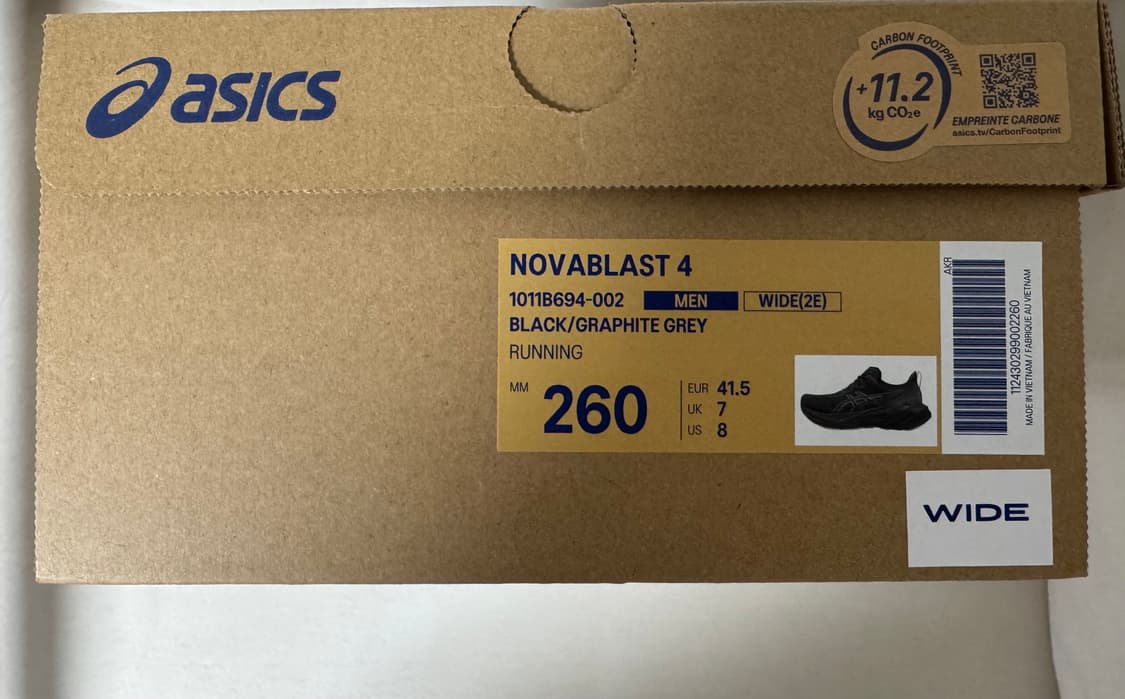 asics
CARBON FOOTPRINT
+11.2
kg CO₂e
EMPREINTE CARBONE
asics.tv/CarbonFootprint
NOVABLAST 4
1011B694-002 MEN WIDE(2E)
BLACK/GRAPHITE GREY
RUNNING
MM 260
EUR 41.5
UK 7
US 8
AKR
112430299002260
MADE IN VIETNAM / FABRIQUE AU VIETNAM
WIDE